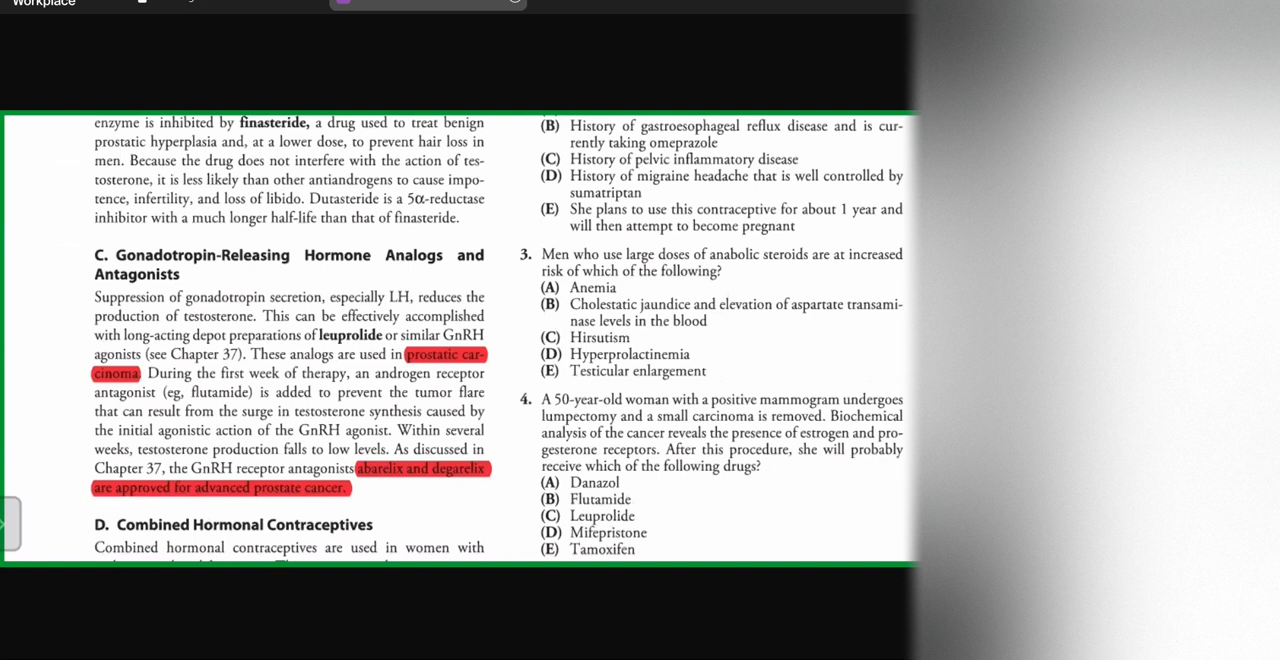 Workplace
enzyme is inhibited by finasteride, a drug used to treat benign
prostatic hyperplasia and, at a lower dose, to prevent hair loss in
men. Because the drug does not interfere with the action of tes-
tosterone, it is less likely than other antiandrogens to cause impo-
tence, infertility, and loss of libido. Dutasteride is a 5α-reductase
inhibitor with a much longer half-life than that of finasteride.
C. Gonadotropin-Releasing Hormone Analogs and
Antagonists
Suppression of gonadotropin secretion, especially LH, reduces the
production of testosterone. This can be effectively accomplished
with long-acting depot preparations of leuprolide or similar GnRH
agonists (see Chapter 37). These analogs are used in prostatic car-
cinoma. During the first week of therapy, an androgen receptor
antagonist (eg, flutamide) is added to prevent the tumor flare
that can result from the surge in testosterone synthesis caused by
the initial agonistic action of the GnRH agonist. Within several
weeks, testosterone production falls to low levels. As discussed in
Chapter 37, the GnRH receptor antagonists abarelix and degarelix
are approved for advanced prostate cancer.
D. Combined Hormonal Contraceptives
Combined hormonal contraceptives are used in women with
(B) History of gastroesophageal reflux disease and is cur-
rently taking omeprazole
(C) History of pelvic inflammatory disease
(D) History of migraine headache that is well controlled by
sumatriptan
(E) She plans to use this contraceptive for about 1 year and
will then attempt to become pregnant
3. Men who use large doses of anabolic steroids are at increased
risk of which of the following?
(A) Anemia
(B) Cholestatic jaundice and elevation of aspartate transami-
nase levels in the blood
(C) Hirsutism
(D) Hyperprolactinemia
(E) Testicular enlargement
4. A 50-year-old woman with a positive mammogram undergoes
lumpectomy and a small carcinoma is removed. Biochemical
analysis of the cancer reveals the presence of estrogen and pro-
gesterone receptors. After this procedure, she will probably
receive which of the following drugs?
(A) Danazol
(B) Flutamide
(C) Leuprolide
(D) Mifepristone
(E) Tamoxifen